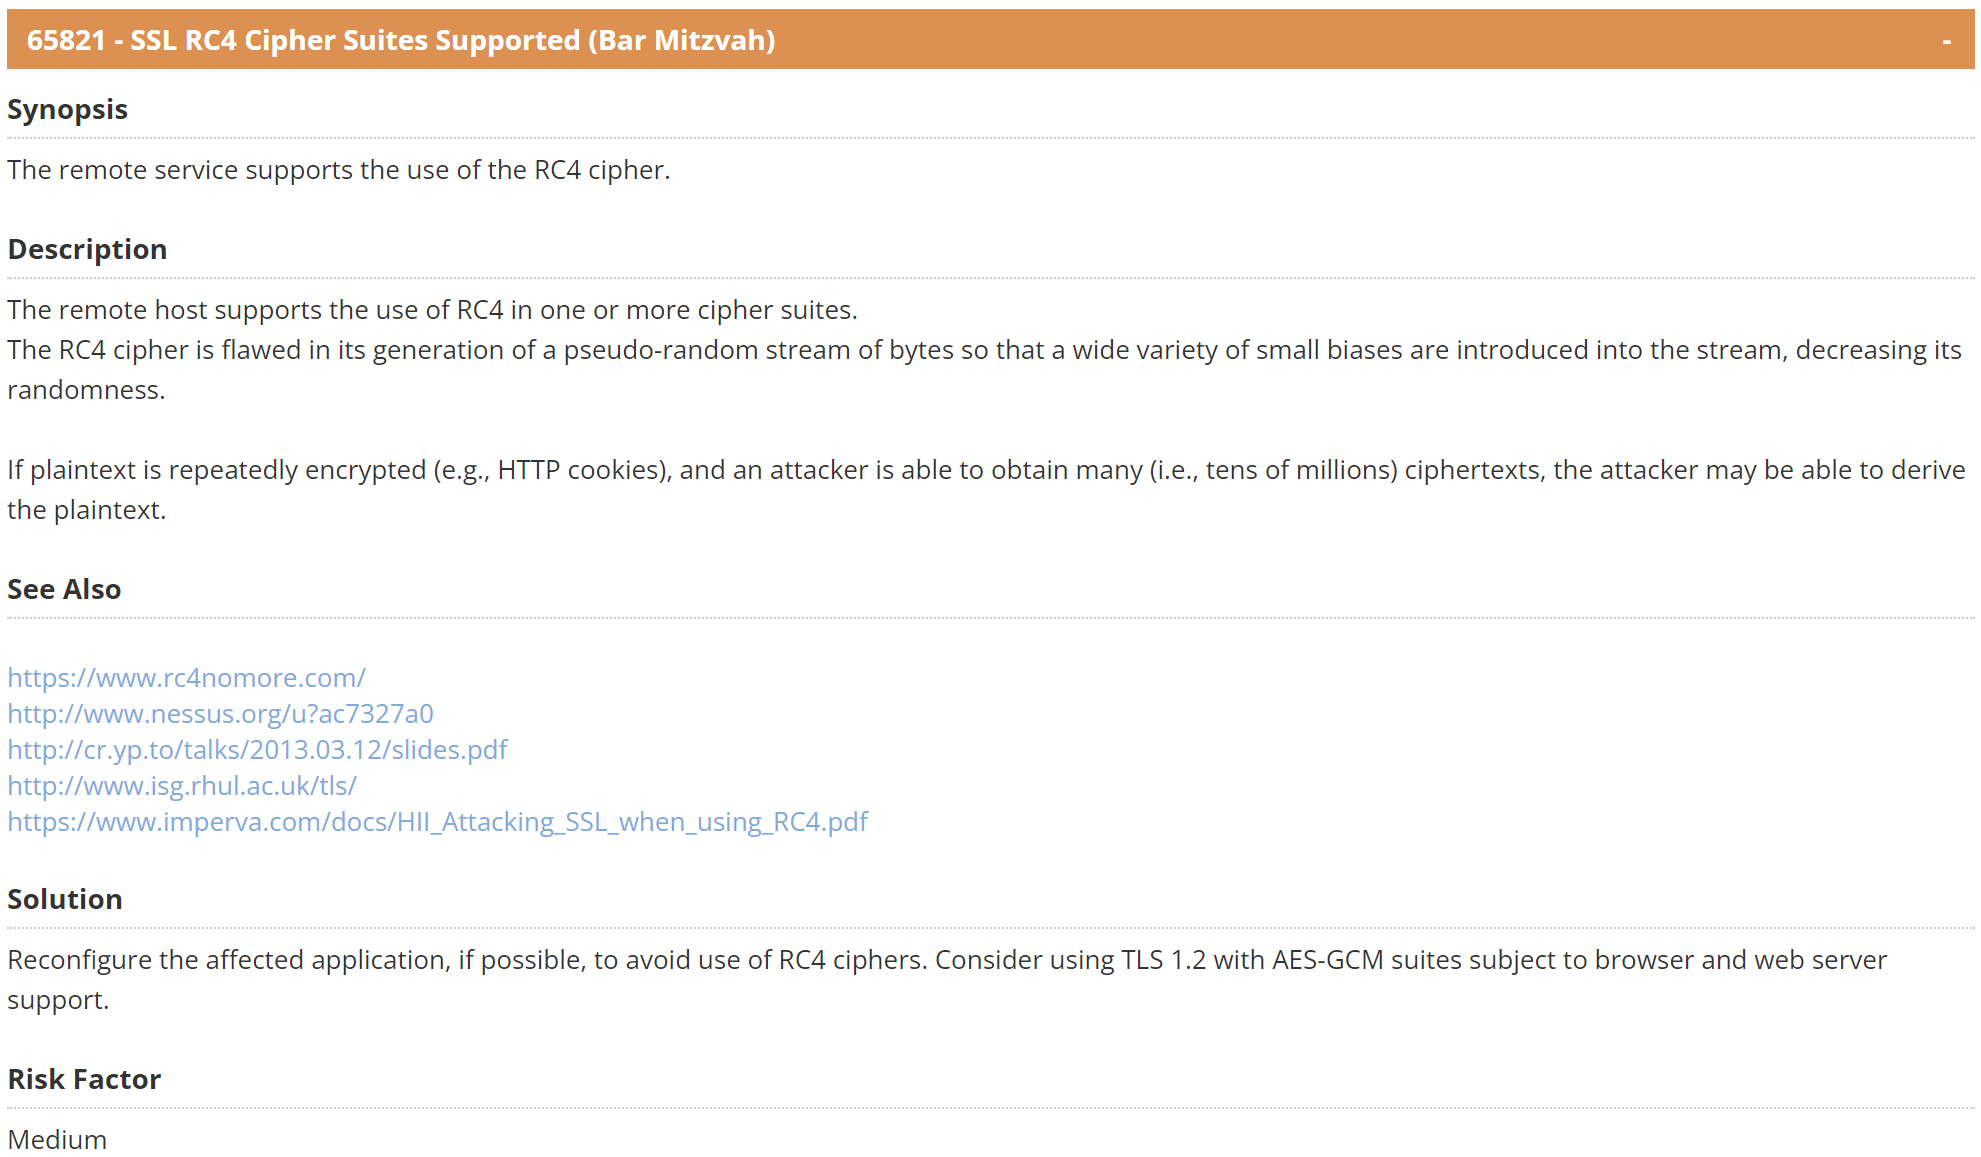 65821 - SSL RC4 Cipher Suites Supported (Bar Mitzvah) -
Synopsis
The remote service supports the use of the RC4 cipher.
Description
The remote host supports the use of RC4 in one or more cipher suites.
The RC4 cipher is flawed in its generation of a pseudo-random stream of bytes so that a wide variety of small biases are introduced into the stream, decreasing its
randomness.
If plaintext is repeatedly encrypted (e.g., HTTP cookies), and an attacker is able to obtain many (i.e., tens of millions) ciphertexts, the attacker may be able to derive
the plaintext.
See Also
https://www.rc4nomore.com/
http://www.nessus.org/u?ac7327a0
http://cr.yp.to/talks/2013.03.12/slides.pdf
http://www.isg.rhul.ac.uk/tls/
https://www.imperva.com/docs/HII_Attacking_SSL_when_using_RC4.pdf
Solution
Reconfigure the affected application, if possible, to avoid use of RC4 ciphers. Consider using TLS 1.2 with AES-GCM suites subject to browser and web server
support.
Risk Factor
Medium